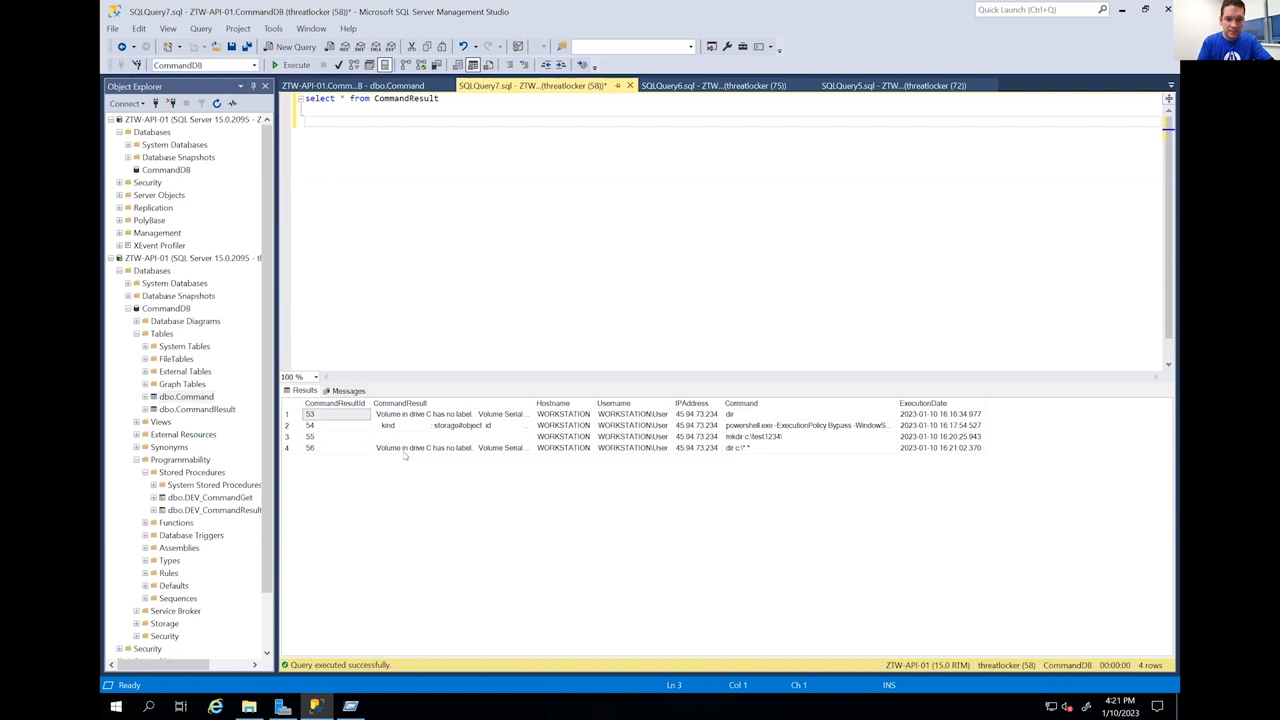 SQLQuery7.sql - ZTW-API-01.CommandDB (threatlocker (58))* - Microsoft SQL Server Management Studio
Quick Launch (Ctrl+Q)
File Edit View Query Project Tools Window Help
New Query
CommandDB
Execute
Object Explorer
ZTW-API-01.Comm...B - dbo.Command
SQLQuery7.sql - ZTW...(threatlocker (58))*
SQLQuery6.sql - ZTW...(threatlocker (75))
SQLQuery5.sql - ZTW...(threatlocker (72))
Connect
select * from CommandResult
ZTW-API-01 (SQL Server 15.0.2095 - Z
Databases
System Databases
Database Snapshots
CommandDB
Security
Server Objects
Replication
PolyBase
Management
XEvent Profiler
ZTW-API-01 (SQL Server 15.0.2095 - t
Databases
System Databases
Database Snapshots
CommandDB
Database Diagrams
Tables
System Tables
FileTables
External Tables
Graph Tables
dbo.Command
dbo.CommandResult
Views
External Resources
Synonyms
Programmability
Stored Procedures
System Stored Procedures
dbo.DEV_CommandGet
dbo.DEV_CommandResult
Functions
Database Triggers
Assemblies
Types
Rules
Defaults
Sequences
Service Broker
Storage
Security
Security
100 %
Results Messages
CommandResultId CommandResult Hostname Username IPAddress Command ExecutionDate
1 53 Volume in drive C has no label. Volume Serial... WORKSTATION WORKSTATION\User 45.94.73.234 dir 2023-01-10 16:16:34.977
2 54 kind : storage#object id ... WORKSTATION WORKSTATION\User 45.94.73.234 powershell.exe -ExecutionPolicy Bypass -WindowS... 2023-01-10 16:17:54.527
3 55 WORKSTATION WORKSTATION\User 45.94.73.234 mkdir c:\test1234\ 2023-01-10 16:20:25.943
4 56 Volume in drive C has no label. Volume Serial... WORKSTATION WORKSTATION\User 45.94.73.234 dir c:\*.* 2023-01-10 16:21:02.370
Query executed successfully.
ZTW-API-01 (15.0 RTM) threatlocker (58) CommandDB 00:00:00 4 rows
Ready Ln 3 Col 1 Ch 1 INS
4:21 PM
1/10/2023